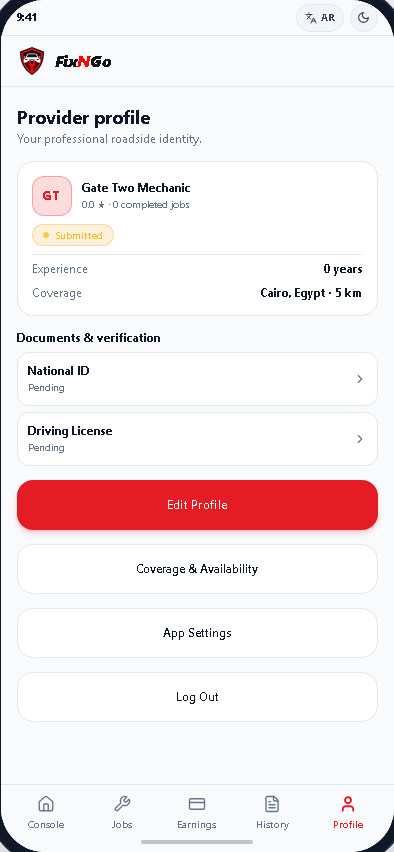 9:41
AR
FixNGo
Provider profile
Your professional roadside identity.
GT
Gate Two Mechanic
0.0 ★ · 0 completed jobs
Submitted
Experience
0 years
Coverage
Cairo, Egypt · 5 km
Documents & verification
National ID
Pending
Driving License
Pending
Edit Profile
Coverage & Availability
App Settings
Log Out
Console
Jobs
Earnings
History
Profile